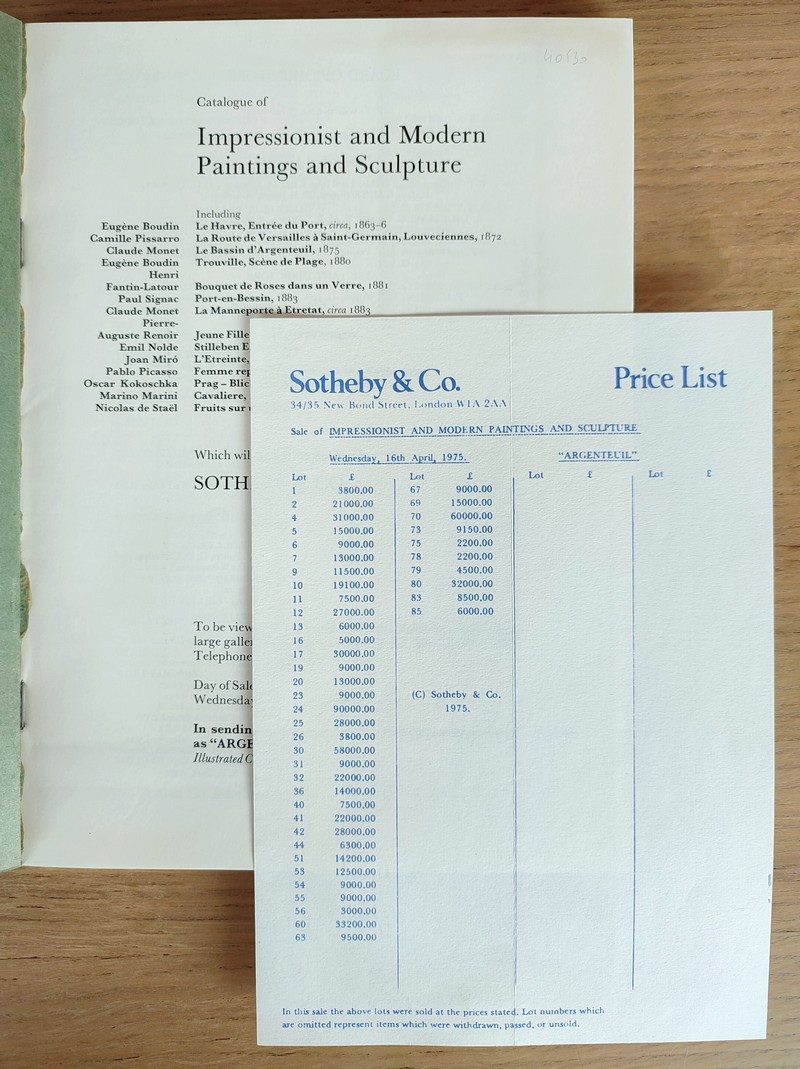 40530
Catalogue of
Impressionist and Modern
Paintings and Sculpture
Including
Eugène Boudin Le Havre, Entrée du Port, circa, 1863-6
Camille Pissarro La Route de Versailles à Saint-Germain, Louveciennes, 1872
Claude Monet Le Bassin d'Argenteuil, 1875
Eugène Boudin Trouville, Scène de Plage, 1880
Henri
Fantin-Latour Bouquet de Roses dans un Verre, 1881
Paul Signac Port-en-Bessin, 1883
Claude Monet La Manneporte à Etretat, circa 1883
Pierre-
Auguste Renoir Jeune Fille
Emil Nolde Stilleben
Joan Miró L'Etreinte,
Pablo Picasso Femme
Oscar Kokoschka Prag –
Marino Marini Cavaliere,
Nicolas de Staël Fruits sur
Which
SOTH
To be
large
Telephone
Day of
In
as "ARGE
Illustrated
Sotheby & Co. Price List
34/35 New Bond Street, London W1A 2AA
Sale of IMPRESSIONIST AND MODERN PAINTINGS AND SCULPTURE
Wednesday, 16th April, 1975. "ARGENTEUIL"
Lot £ Lot £ Lot £ Lot £
1 3800.00 67 9000.00
2 21000.00 69 15000.00
4 31000.00 70 60000.00
5 15000.00 73 9150.00
6 9000.00 75 2200.00
7 13000.00 78 2200.00
9 11500.00 79 4500.00
10 19100.00 80 32000.00
11 7500.00 83 8500.00
12 27000.00 85 6000.00
13 6000.00
16 5000.00
17 30000.00
19 9000.00
20 13000.00
23 9000.00 (C) Sotheby & Co.
24 90000.00 1975.
25 28000.00
26 3800.00
30 58000.00
31 9000.00
32 22000.00
36 14000.00
40 7500.00
41 22000.00
42 28000.00
44 6300.00
51 14200.00
53 12500.00
54 9000.00
55 9000.00
56 3000.00
60 33200.00
63 9500.00
In this sale the above lots were sold at the prices stated. Lot numbers which
are omitted represent items which were withdrawn, passed, or unsold.